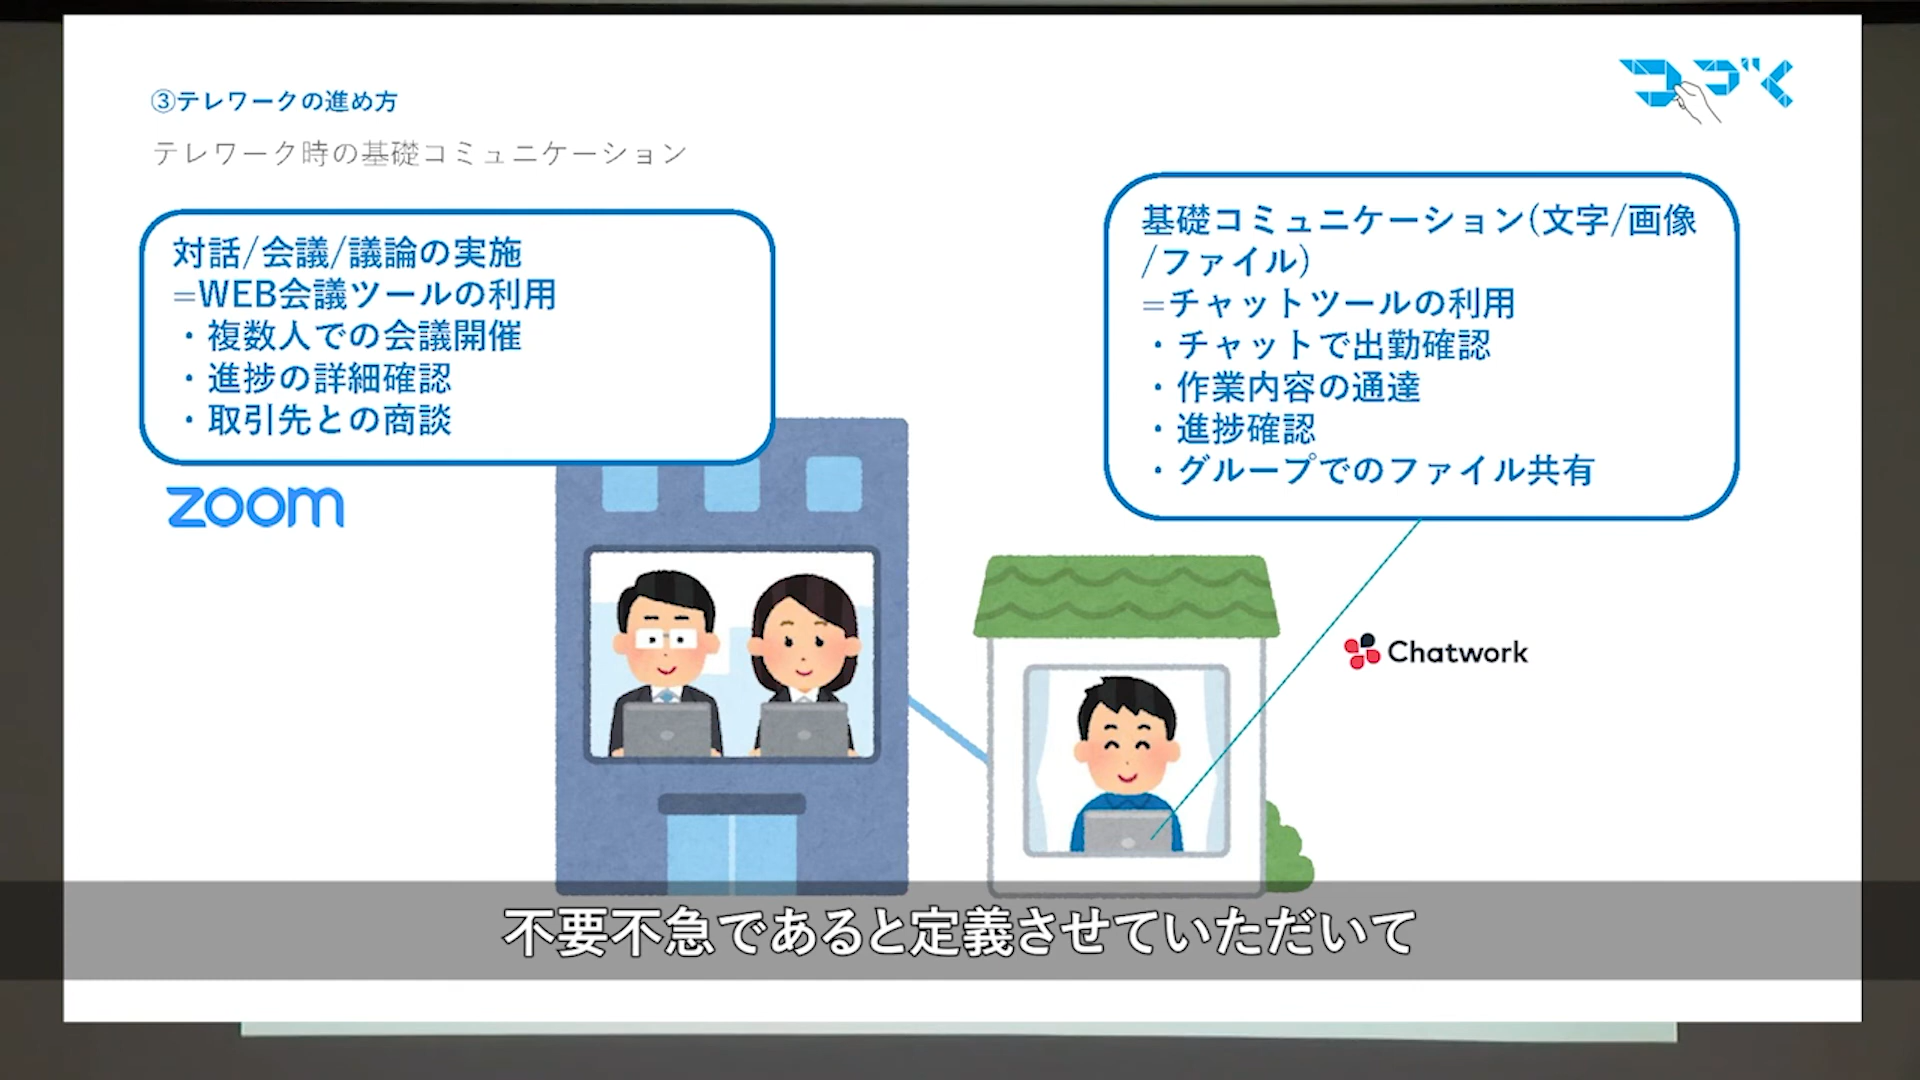 ③テレワークの進め方
テレワーク時の基礎コミュニケーション
つづく
対話/会議/議論の実施
=WEB会議ツールの利用
・複数人での会議開催
・進捗の詳細確認
・取引先との商談
zoom
基礎コミュニケーション(文字/画像
/ファイル)
=チャットツールの利用
・チャットで出勤確認
・作業内容の通達
・進捗確認
・グループでのファイル共有
Chatwork
不要不急であると定義させていただいて